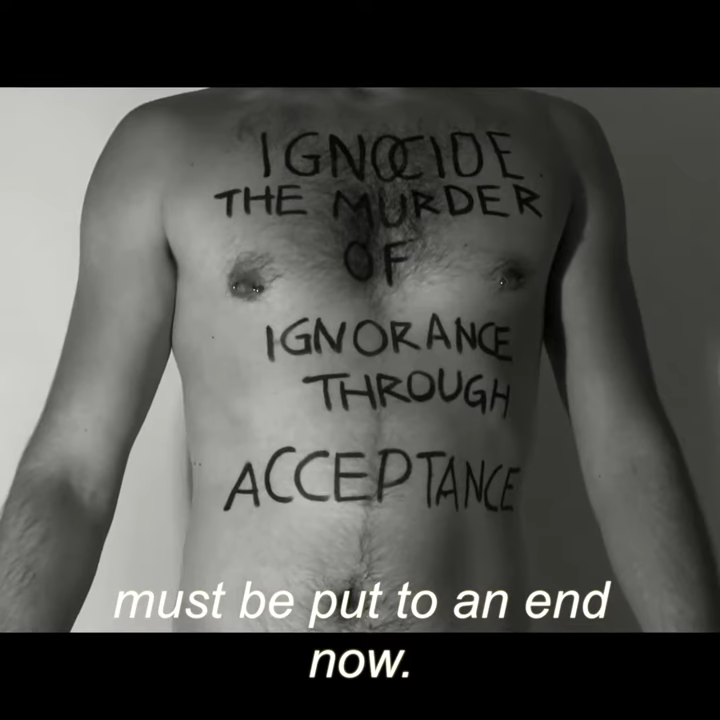 IGNOCIDE
THE MURDER
OF
IGNORANCE
THROUGH
ACCEPTANCE
must be put to an end
now.